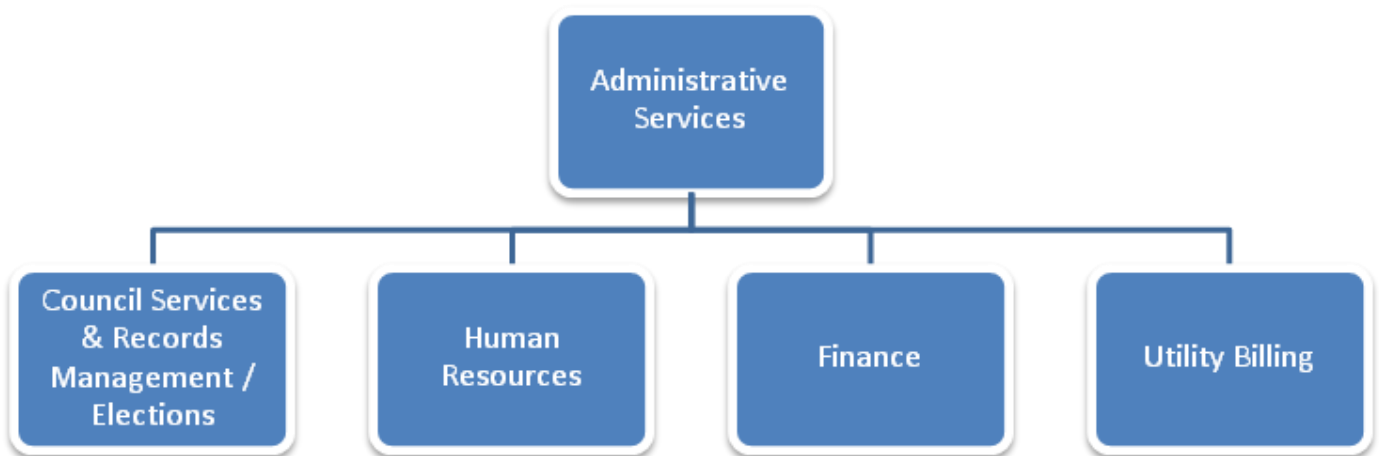 Administrative
Services
Council Services
& Records
Management /
Elections
Human
Resources
Finance
Utility Billing